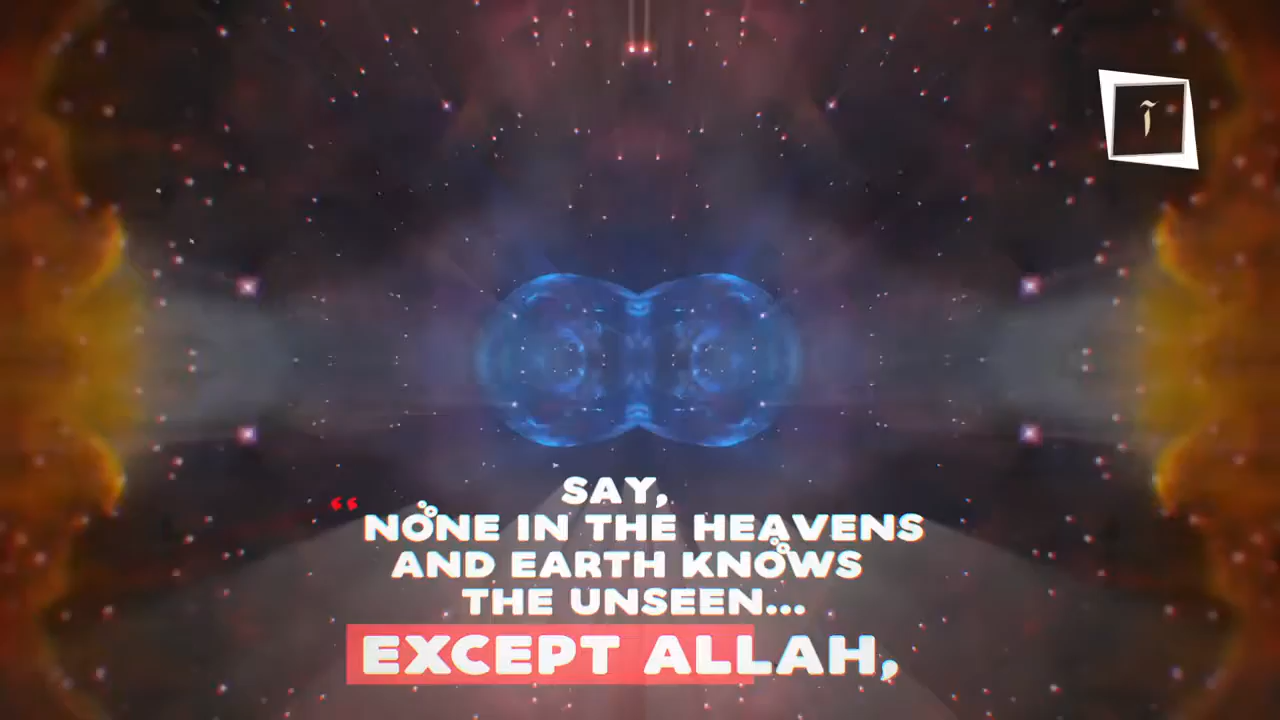 SAY,
“NONE IN THE HEAVENS
AND EARTH KNOWS
THE UNSEEN...
EXCEPT ALLAH,